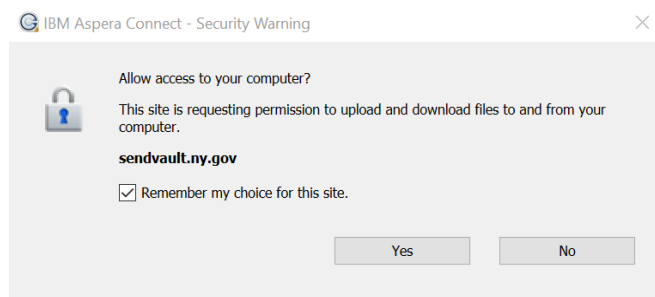 IBM Aspera Connect - Security Warning
Allow access to your computer?
This site is requesting permission to upload and download files to and from your
computer.
sendvault.ny.gov
Remember my choice for this site.
Yes No